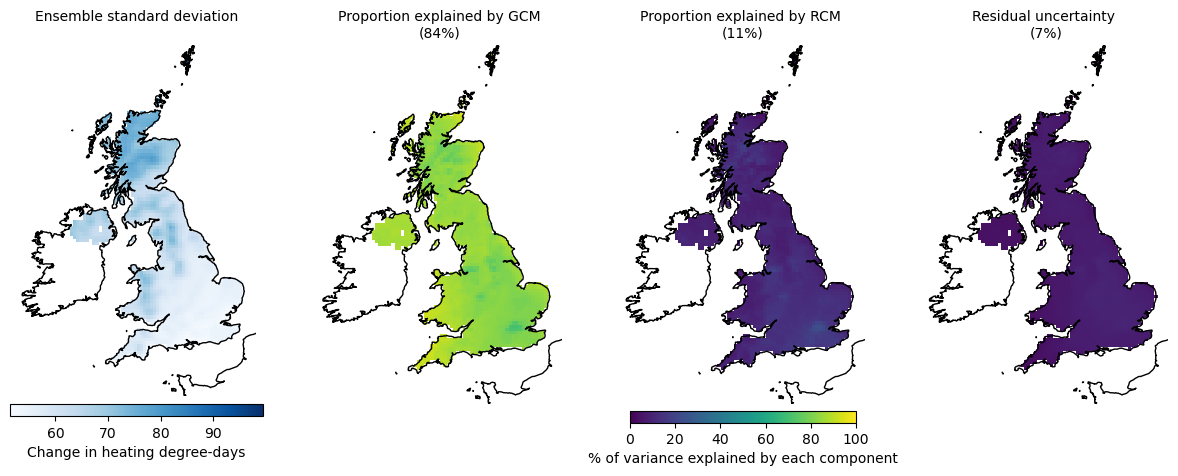 Ensemble standard deviation
Proportion explained by GCM
(84%)
Proportion explained by RCM
(11%)
Residual uncertainty
(7%)
60 70 80 90
Change in heating degree-days
0 20 40 60 80 100
% of variance explained by each component